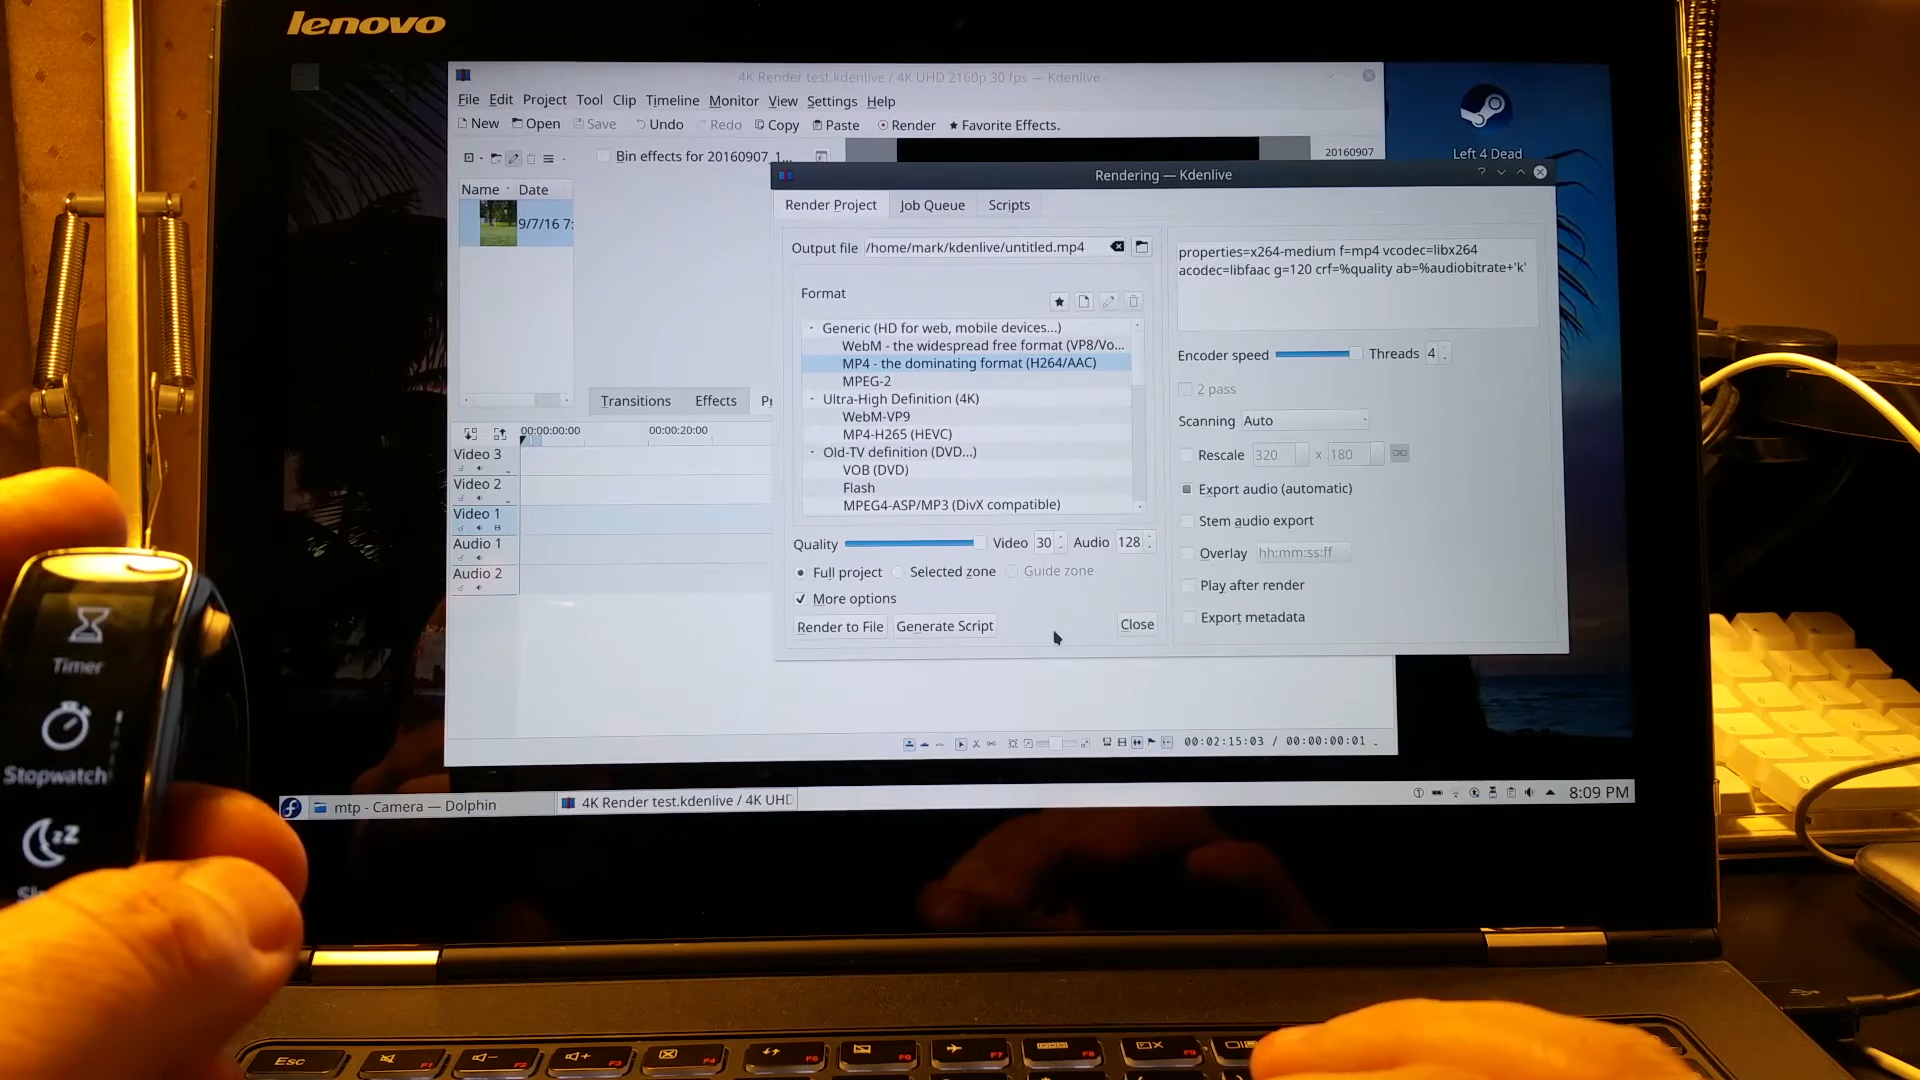 lenovo
4K Render test.kdenlive / 4K UHD 2160p 30 fps — Kdenlive
File Edit Project Tool Clip Timeline Monitor View Settings Help
New Open Save Undo Redo Copy Paste Render Favorite Effects.
Bin effects for 20160907_1...
20160907
Left 4 Dead
Name Date
9/7/16 7:
Rendering — Kdenlive
Render Project Job Queue Scripts
Output file /home/mark/kdenlive/untitled.mp4
Format
Generic (HD for web, mobile devices...)
WebM - the widespread free format (VP8/Vo...
MP4 - the dominating format (H264/AAC)
MPEG-2
Ultra-High Definition (4K)
WebM-VP9
MP4-H265 (HEVC)
Old-TV definition (DVD...)
VOB (DVD)
Flash
MPEG4-ASP/MP3 (DivX compatible)
Quality Video 30 Audio 128
Full project Selected zone Guide zone
More options
Render to File Generate Script Close
properties=x264-medium f=mp4 vcodec=libx264
acodec=libfaac g=120 crf=%quality ab=%audiobitrate+'k'
Encoder speed Threads 4
2 pass
Scanning Auto
Rescale 320 x 180
Export audio (automatic)
Stem audio export
Overlay hh:mm:ss:ff
Play after render
Export metadata
Transitions Effects
00:00:00:00 00:00:20:00
Video 3
Video 2
Video 1
Audio 1
Audio 2
00:02:15:03 / 00:00:00:01
mtp - Camera — Dolphin
4K Render test.kdenlive / 4K UHD
8:09 PM
Timer
Stopwatch
Esc F1 F2 F3 F4 F5 F6 F7 F8 F9